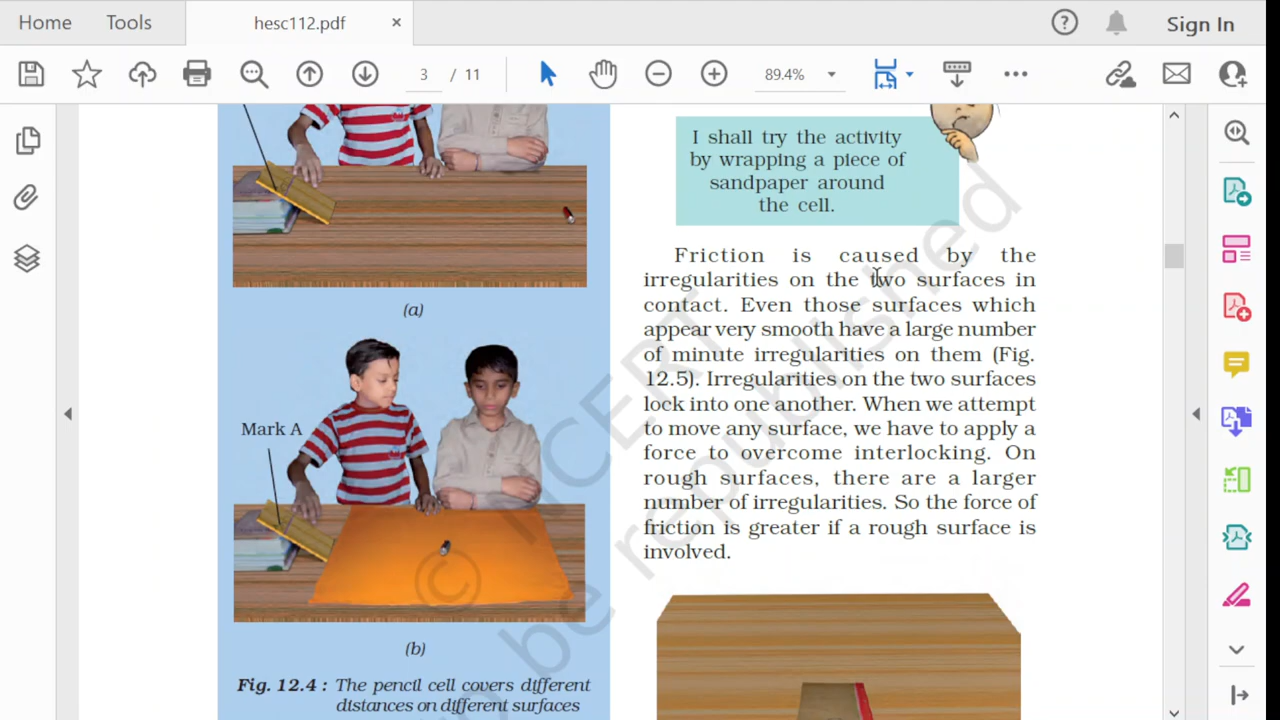 Home
Tools
hesc112.pdf
×
Sign In
3 / 11
89.4%
(a)
Mark A
(b)
Fig. 12.4 : The pencil cell covers different
distances on different surfaces
I shall try the activity
by wrapping a piece of
sandpaper around
the cell.
Friction is caused by the
irregularities on the two surfaces in
contact. Even those surfaces which
appear very smooth have a large number
of minute irregularities on them (Fig.
12.5). Irregularities on the two surfaces
lock into one another. When we attempt
to move any surface, we have to apply a
force to overcome interlocking. On
rough surfaces, there are a larger
number of irregularities. So the force of
friction is greater if a rough surface is
involved.
© NCERT
be republished